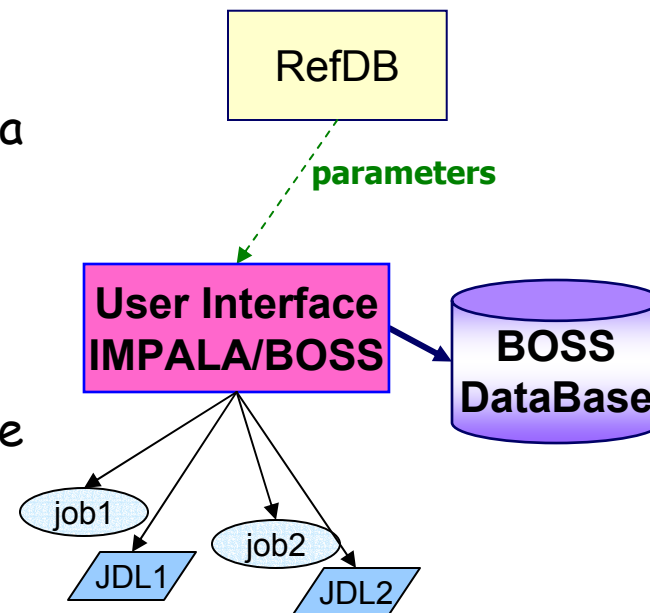 RefDB
a
parameters
User Interface
IMPALA/BOSS
BOSS
DataBase
e
job1
job2
JDL1
JDL2